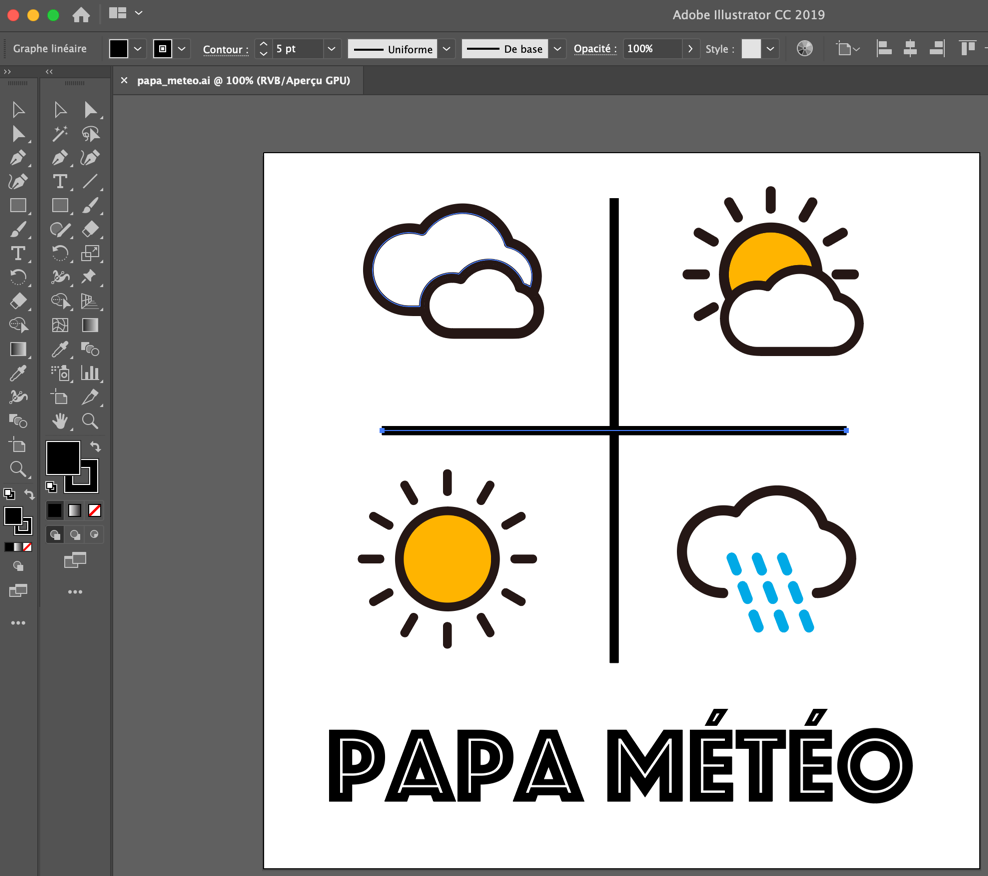 Adobe Illustrator CC 2019
Graphe linéaire Contour : 5 pt Uniforme De base Opacité : 100% Style :
× papa_meteo.ai @ 100% (RVB/Aperçu GPU)
PAPA MÉTÉO